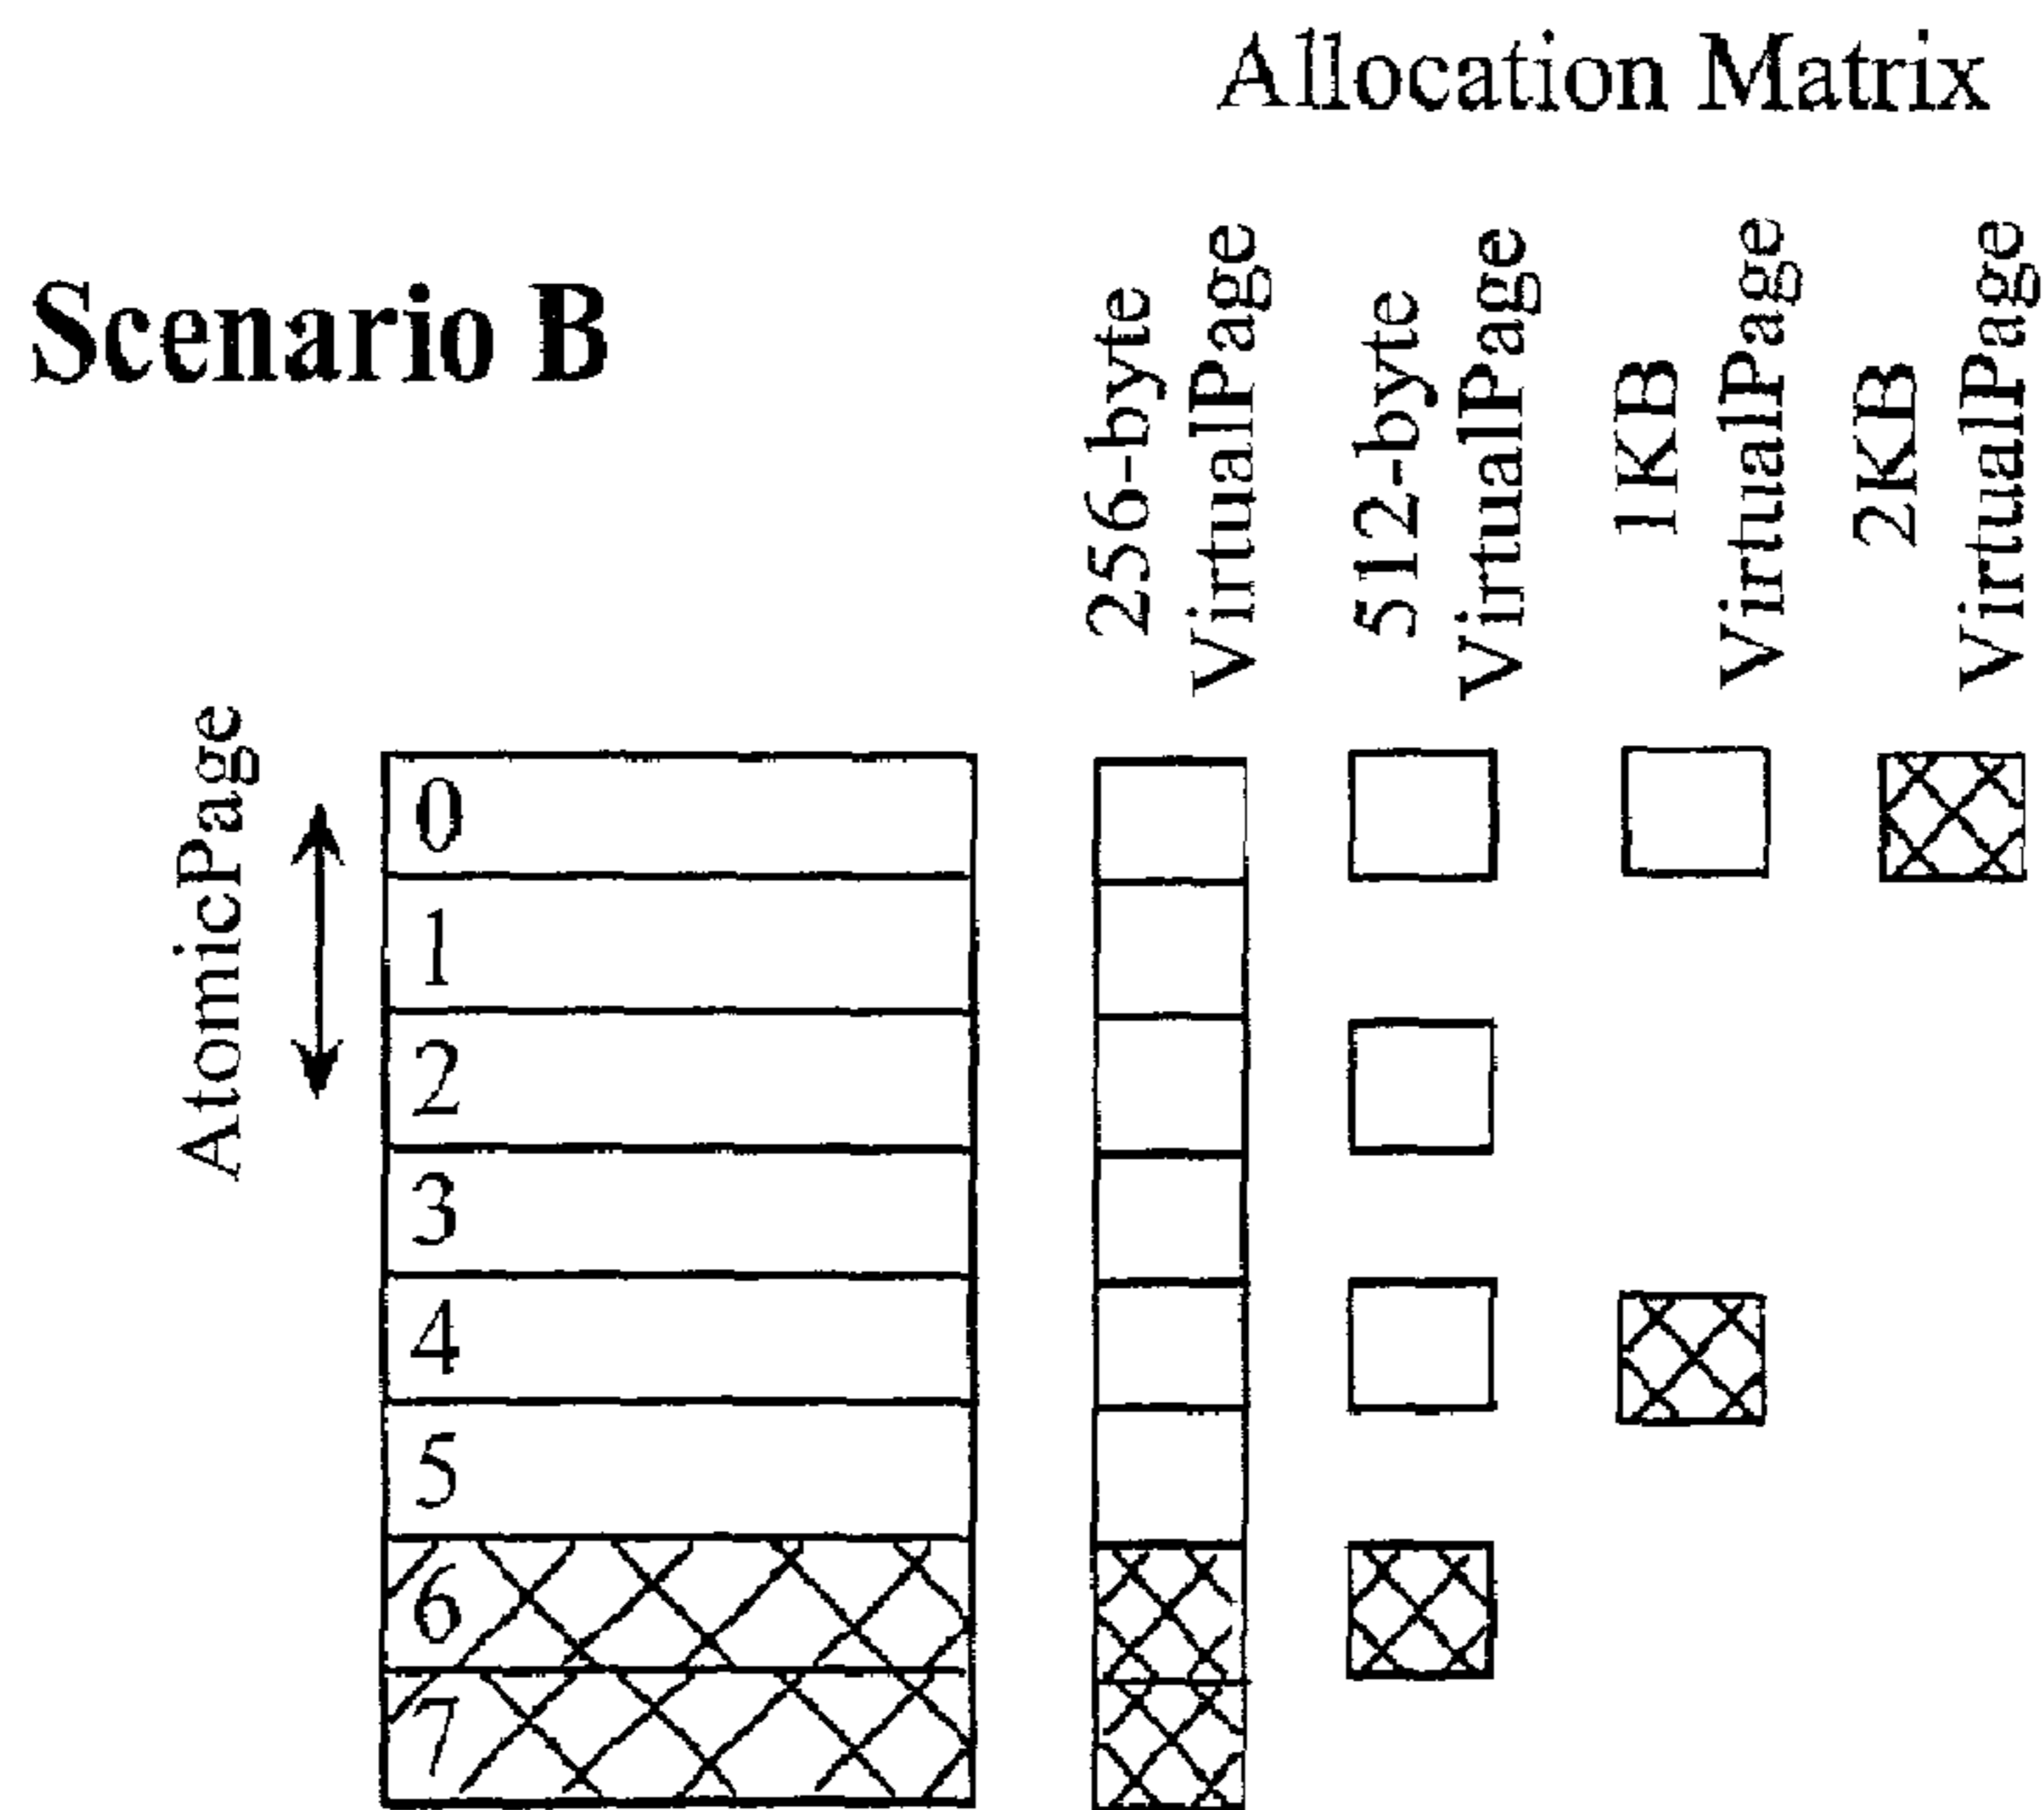 Allocation Matrix
Scenario B
256-byte
VirtualPage
512-byte
VirtualPage
1KB
VirtualPage
2KB
VirtualPage
AtomicPage
0
1
2
3
4
5
6
7